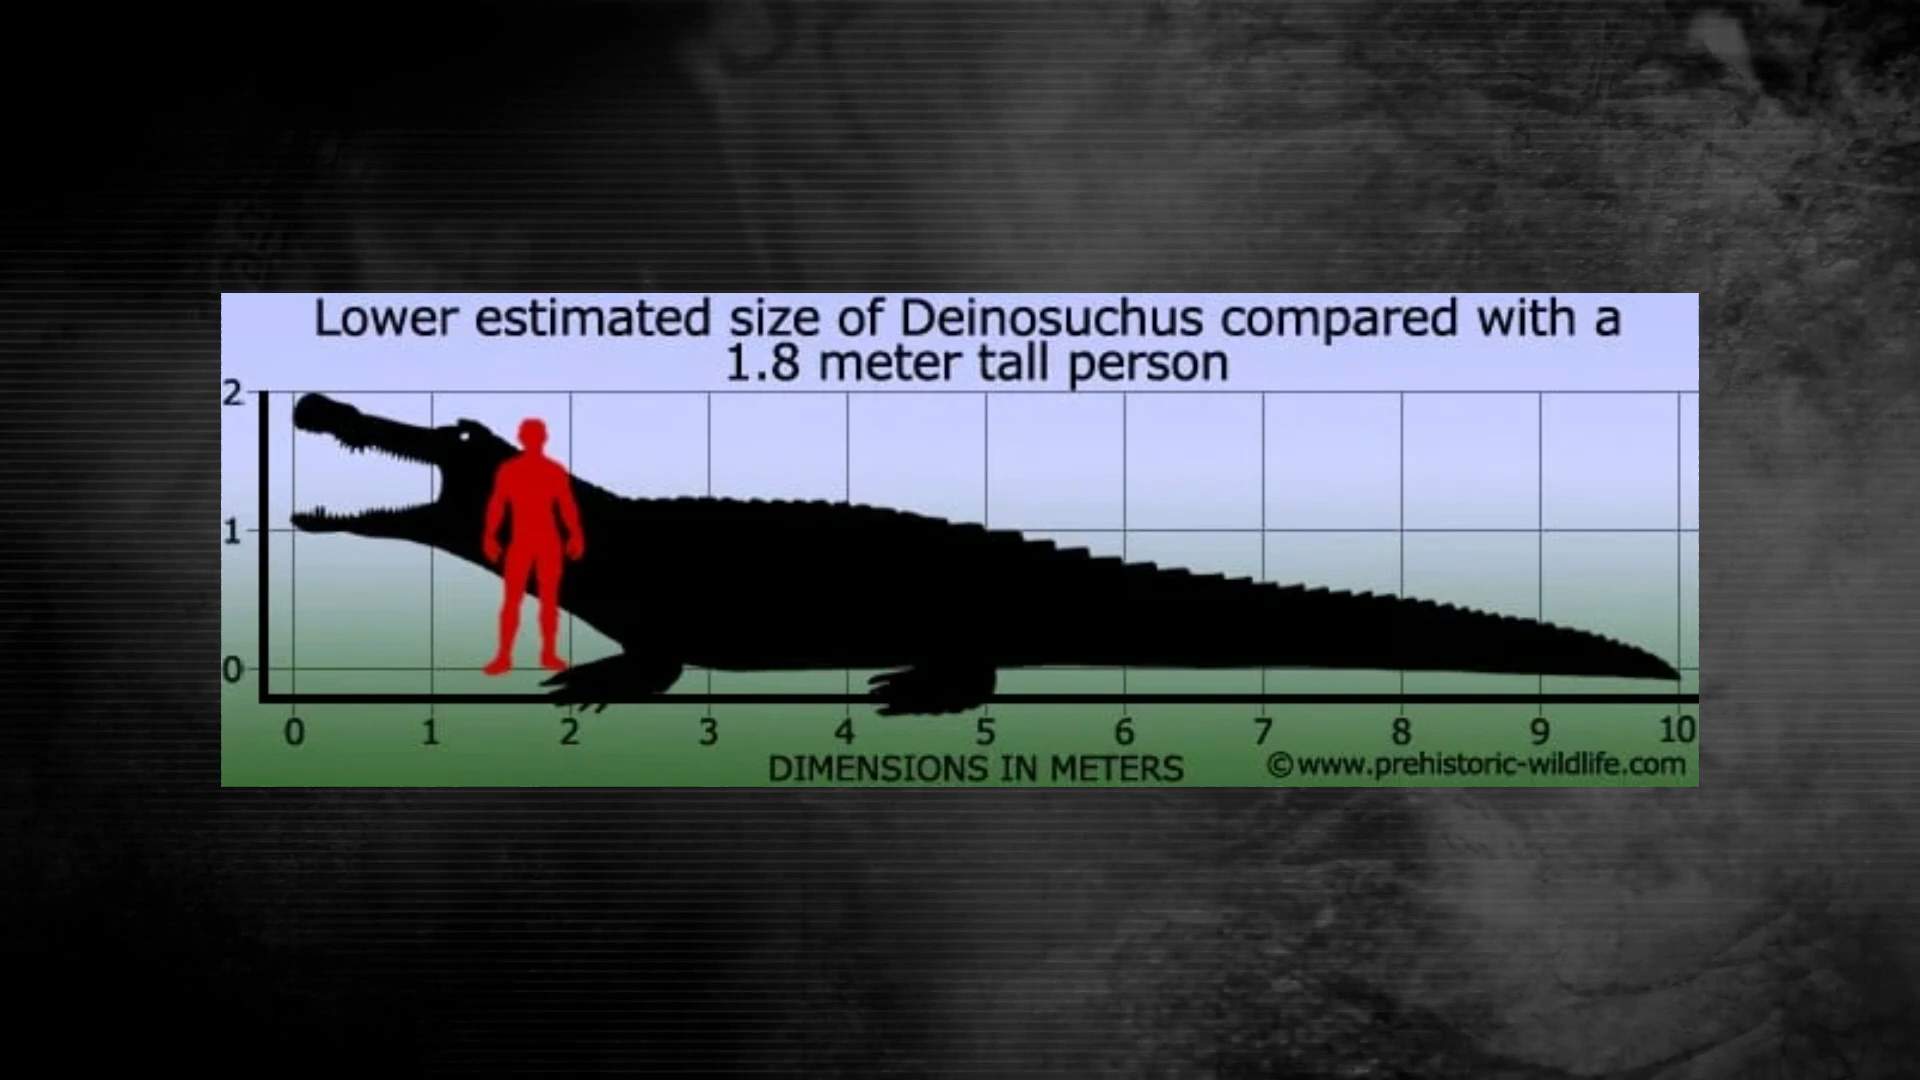 Lower estimated size of Deinosuchus compared with a
1.8 meter tall person
2
1
0
0 1 2 3 4 5 6 7 8 9 10
DIMENSIONS IN METERS
©www.prehistoric-wildlife.com